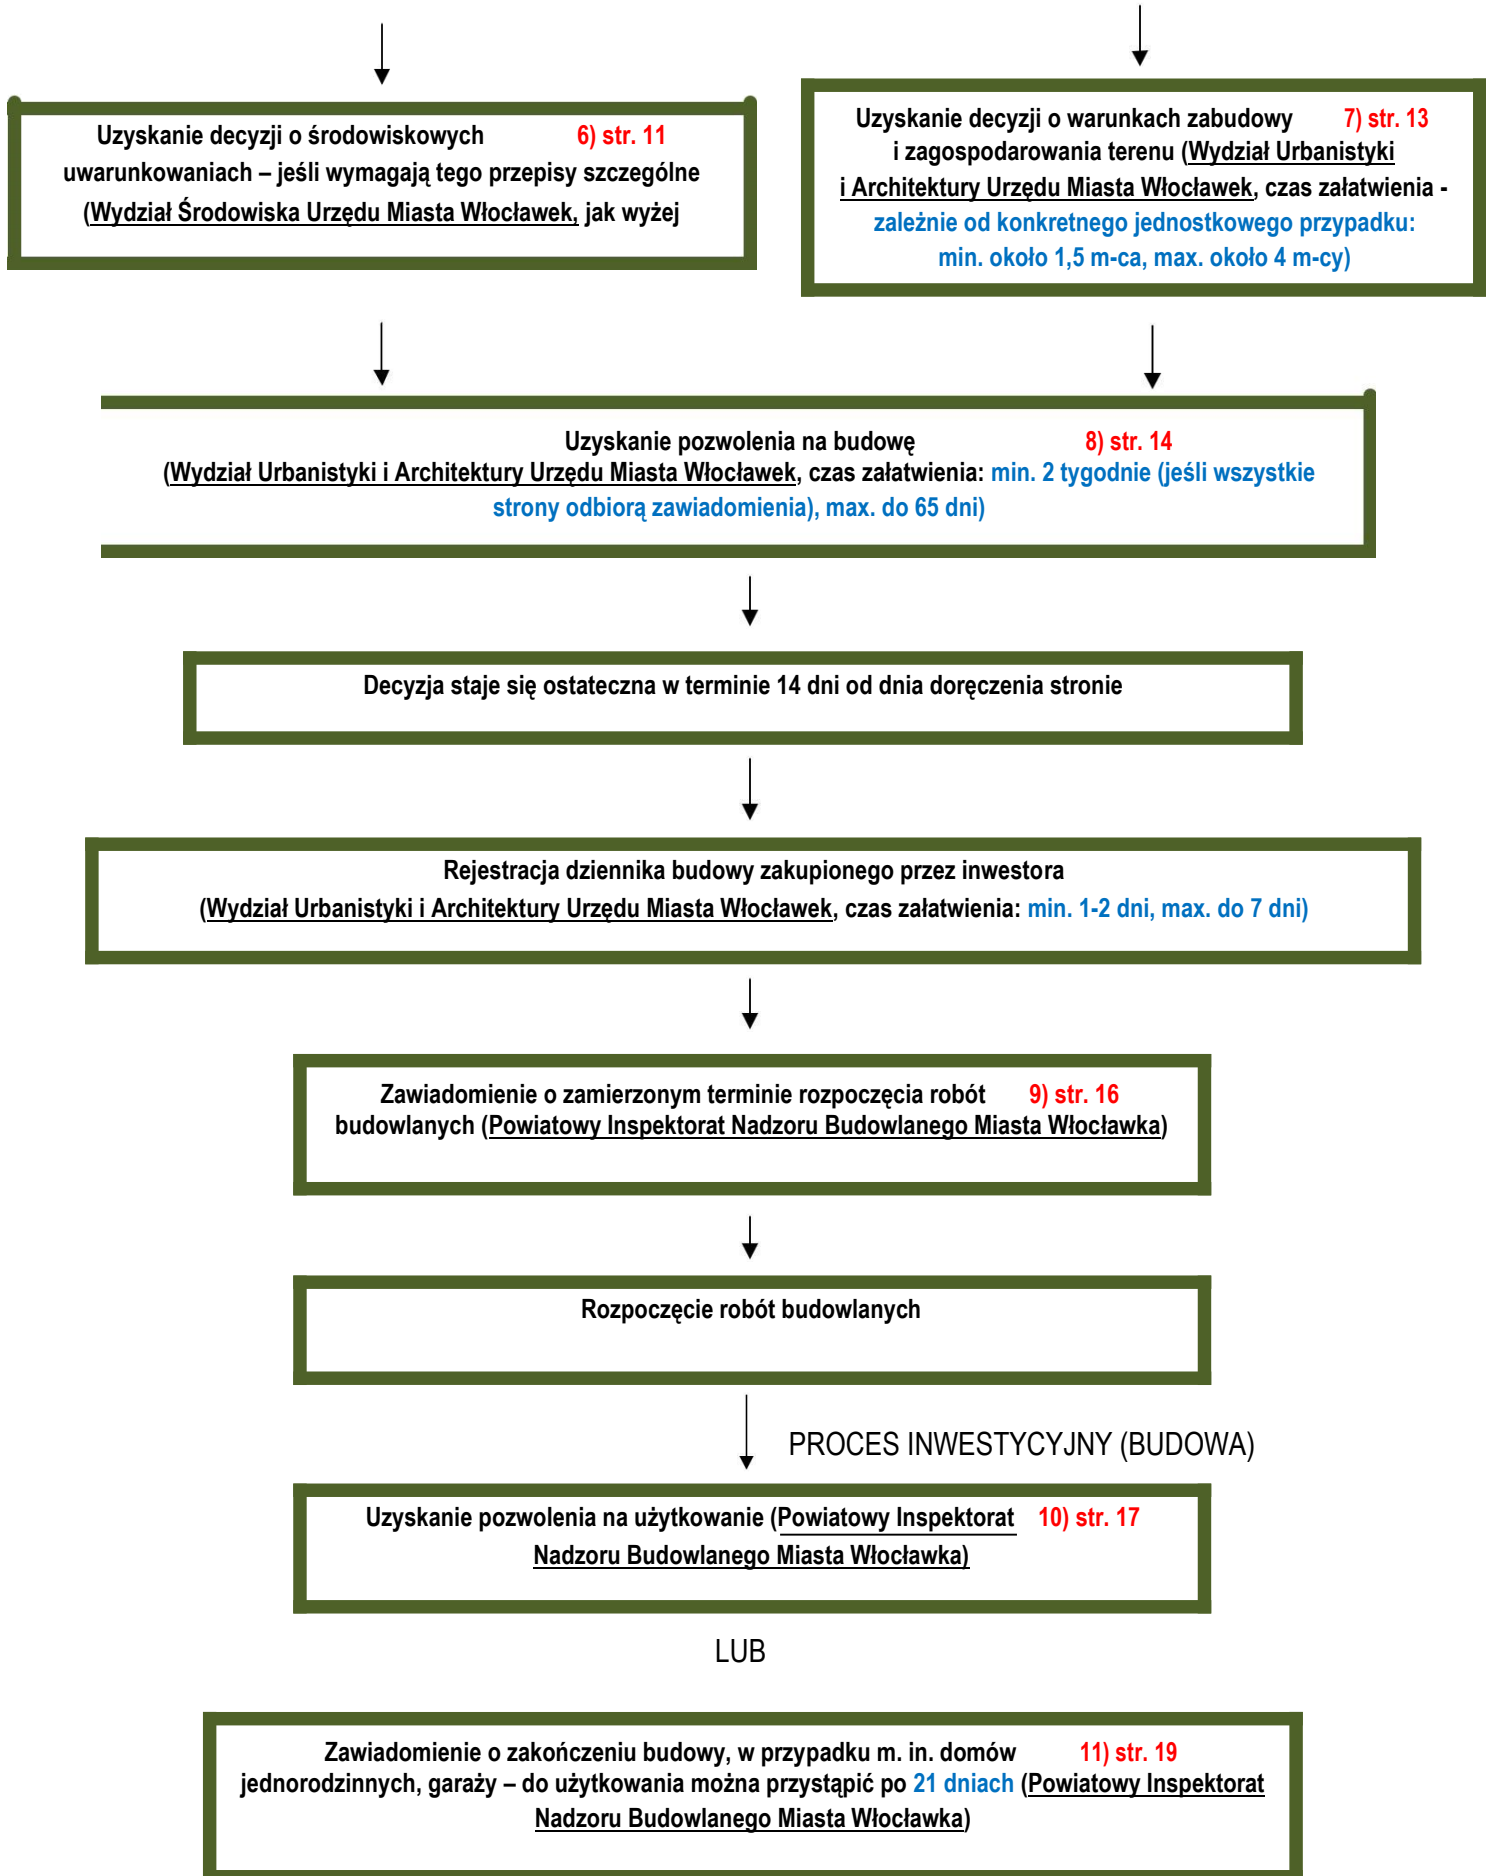 Uzyskanie decyzji o środowiskowych 6) str. 11
uwarunkowaniach – jeśli wymagają tego przepisy szczególne
(Wydział Środowiska Urzędu Miasta Włocławek, jak wyżej
Uzyskanie decyzji o warunkach zabudowy 7) str. 13
i zagospodarowania terenu (Wydział Urbanistyki
i Architektury Urzędu Miasta Włocławek, czas załatwienia -
zależnie od konkretnego jednostkowego przypadku:
min. około 1,5 m-ca, max. około 4 m-cy)
Uzyskanie pozwolenia na budowę 8) str. 14
(Wydział Urbanistyki i Architektury Urzędu Miasta Włocławek, czas załatwienia: min. 2 tygodnie (jeśli wszystkie
strony odbiorą zawiadomienia), max. do 65 dni)
Decyzja staje się ostateczna w terminie 14 dni od dnia doręczenia stronie
Rejestracja dziennika budowy zakupionego przez inwestora
(Wydział Urbanistyki i Architektury Urzędu Miasta Włocławek, czas załatwienia: min. 1-2 dni, max. do 7 dni)
Zawiadomienie o zamierzonym terminie rozpoczęcia robót 9) str. 16
budowlanych (Powiatowy Inspektorat Nadzoru Budowlanego Miasta Włocławka)
Rozpoczęcie robót budowlanych
PROCES INWESTYCYJNY (BUDOWA)
Uzyskanie pozwolenia na użytkowanie (Powiatowy Inspektorat 10) str. 17
Nadzoru Budowlanego Miasta Włocławka)
LUB
Zawiadomienie o zakończeniu budowy, w przypadku m. in. domów 11) str. 19
jednorodzinnych, garaży – do użytkowania można przystąpić po 21 dniach (Powiatowy Inspektorat
Nadzoru Budowlanego Miasta Włocławka)